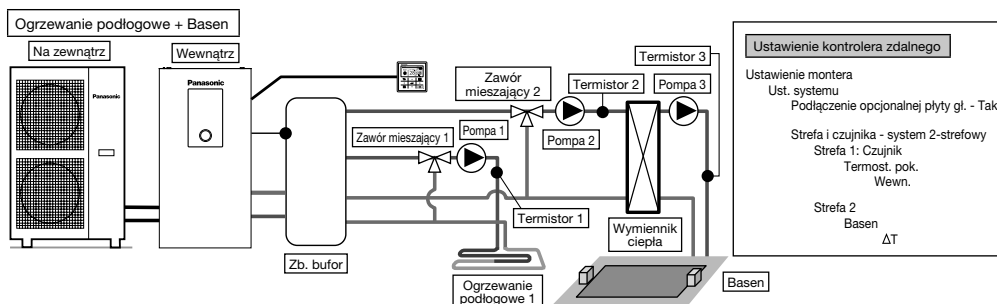 Ogrzewanie podłogowe + Basen
Na zewnątrz
Wewnątrz
Panasonic
Panasonic
Zawór
mieszający 2
Termistor 2
Termistor 3
Pompa 3
Zawór mieszający 1
Pompa 1
Pompa 2
Termistor 1
Wymiennik
ciepła
Zb. bufor
Ogrzewanie
podłogowe 1
Basen
Ustawienie kontrolera zdalnego
Ustawienie montera
Ust. systemu
Podłączenie opcjonalnej płyty gł. - Tak
Strefa i czujnika - system 2-strefowy
Strefa 1: Czujnik
Termost. pok.
Wewn.
Strefa 2
Basen
ΔT